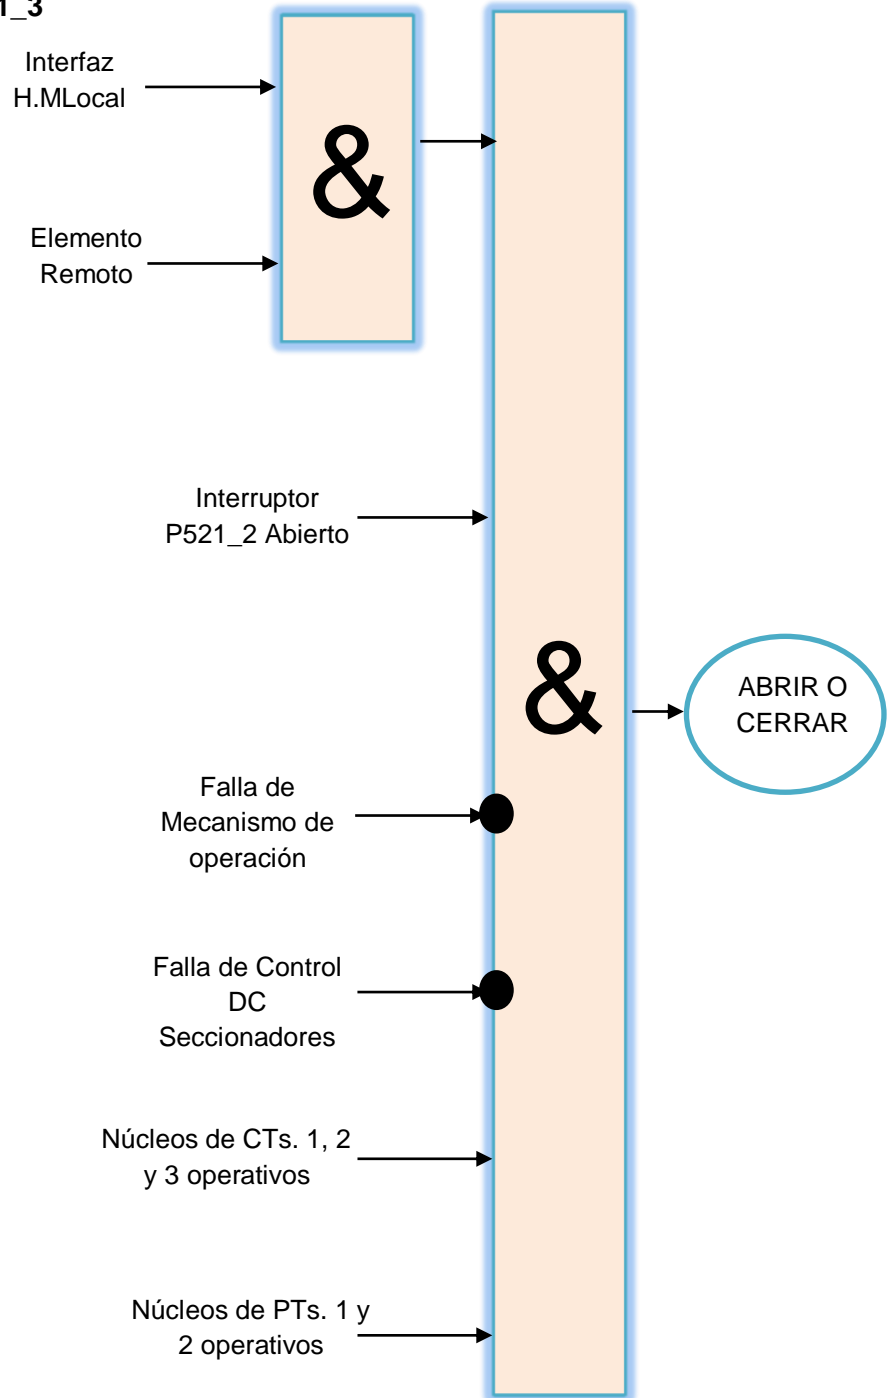 Interfaz
H.MLocal
&
Elemento
Remoto
Interruptor
P521_2 Abierto
&
ABRIR O
CERRAR
Falla de
Mecanismo de
operación
Falla de Control
DC
Seccionadores
Núcleos de CTs. 1, 2
y 3 operativos
Núcleos de PTs. 1 y
2 operativos